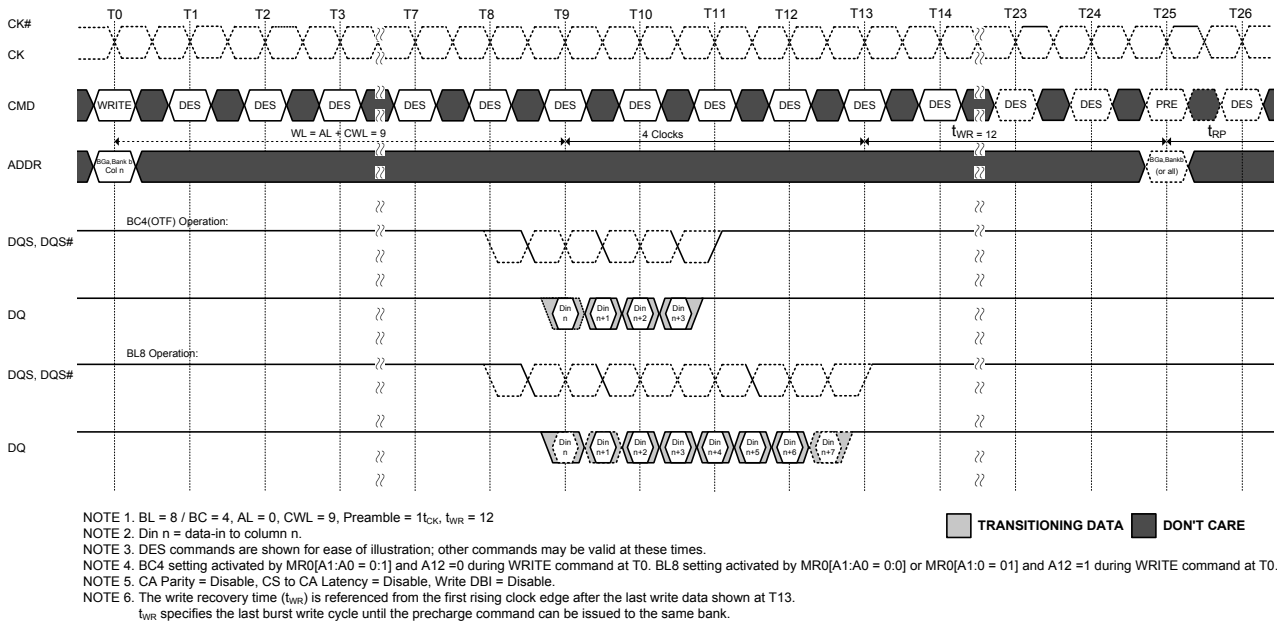 T0 T1 T2 T3 T7 T8 T9 T10 T11 T12 T13 T14 T23 T24 T25 T26
CK#
CK
CMD WRITE DES DES DES DES DES DES DES DES DES DES DES DES DES PRE DES
WL = AL + CWL = 9 4 Clocks tWR = 12 tRP
ADDR
BGa,Bank b
Col n
BGa,Bankb
(or all)
BC4(OTF) Operation:
DQS, DQS#
DQ
Din n Din n+1 Din n+2 Din n+3
BL8 Operation:
DQS, DQS#
DQ
Din n Din n+1 Din n+2 Din n+3 Din n+4 Din n+5 Din n+6 Din n+7
NOTE 1. BL = 8 / BC = 4, AL = 0, CWL = 9, Preamble = 1tCK, tWR = 12
TRANSITIONING DATA DON'T CARE
NOTE 2. Din n = data-in to column n.
NOTE 3. DES commands are shown for ease of illustration; other commands may be valid at these times.
NOTE 4. BC4 setting activated by MR0[A1:A0 = 0:1] and A12 =0 during WRITE command at T0. BL8 setting activated by MR0[A1:A0 = 0:0] or MR0[A1:0 = 01] and A12 =1 during WRITE command at T0.
NOTE 5. CA Parity = Disable, CS to CA Latency = Disable, Write DBI = Disable.
NOTE 6. The write recovery time (tWR) is referenced from the first rising clock edge after the last write data shown at T13.
tWR specifies the last burst write cycle until the precharge command can be issued to the same bank.